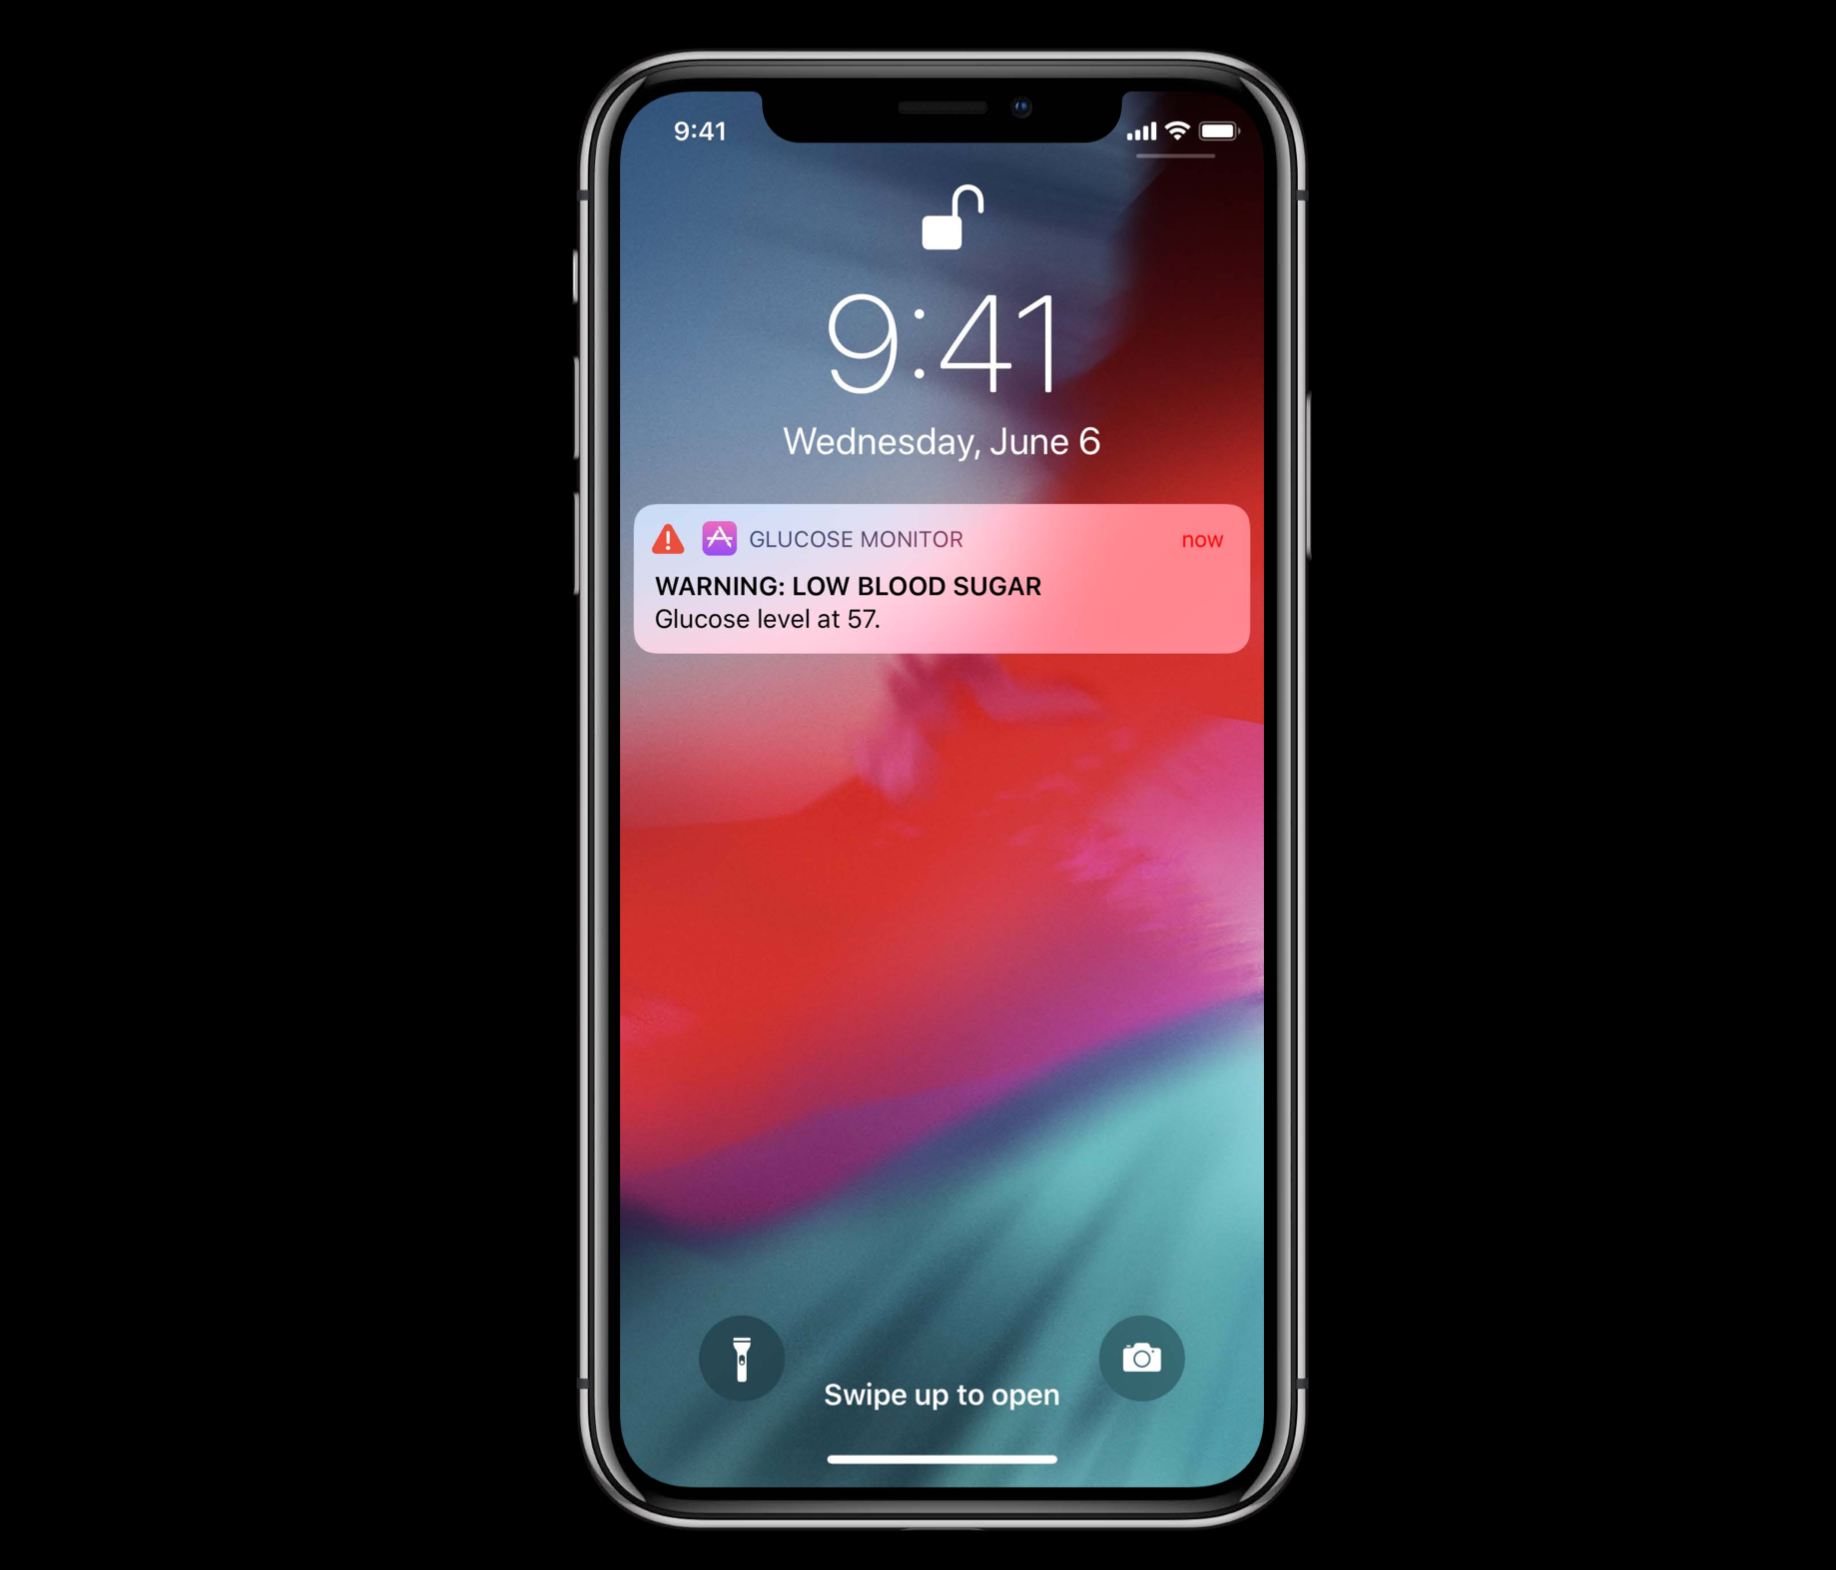 9:41
9:41
Wednesday, June 6
GLUCOSE MONITOR now
WARNING: LOW BLOOD SUGAR
Glucose level at 57.
Swipe up to open